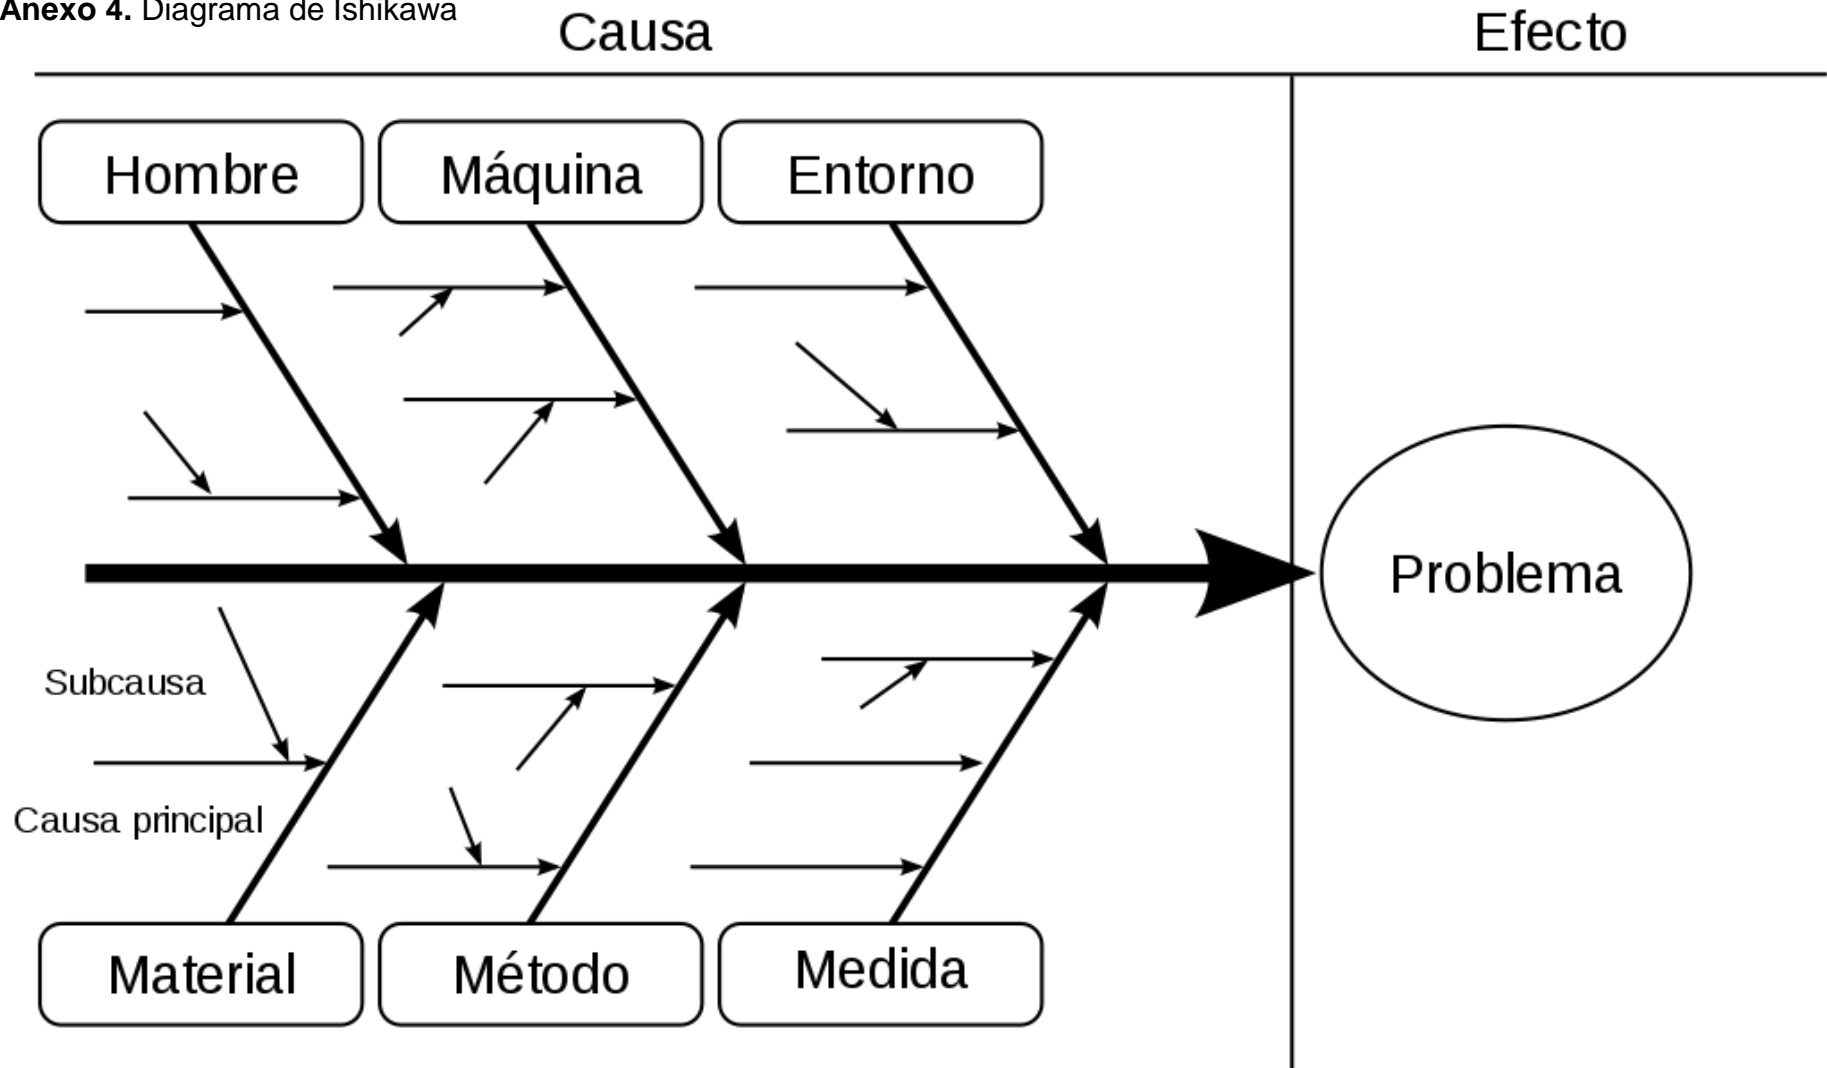 Anexo 4. Diagrama de Ishikawa
Causa
Efecto
Hombre
Máquina
Entorno
Problema
Subcausa
Causa principal
Material
Método
Medida